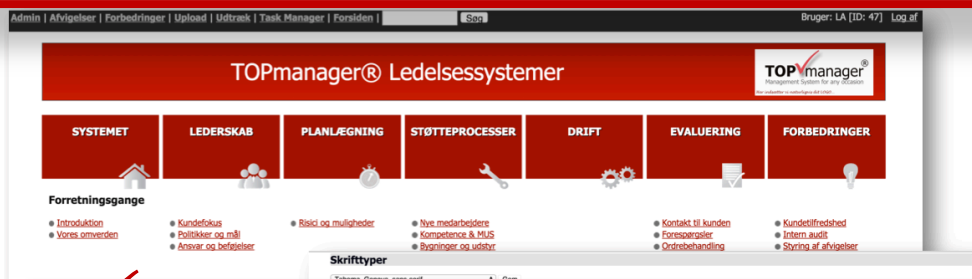 Admin | Afvigelser | Forbedringer | Upload | Udtræk | Task Manager | Forsiden | Søg Bruger: LA [ID: 47] Log af
TOPmanager® Ledelsessystemer
TOPmanager®
Management System for any occasion
SYSTEMET LEDERSKAB PLANLÆGNING STØTTEPROCESSER DRIFT EVALUERING FORBEDRINGER
Forretningsgange
Introduktion Kundefokus Risici og muligheder Nye medarbejdere Kontakt til kunden Kundetilfredshed
Vores omverden Politikker og mål Kompetence & MUS Forespørgsler Intern audit
Ansvar og beføjelser Bygninger og udstyr Ordrebehandling Styring af afvigelser
Skrifttyper